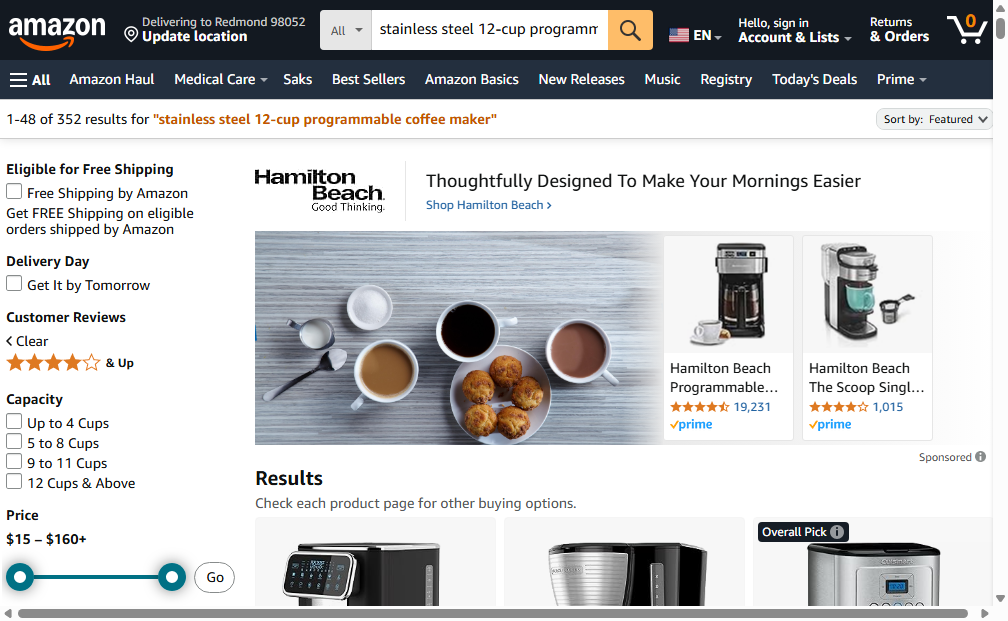 amazon
Delivering to Redmond 98052
Update location
All
stainless steel 12-cup programm
EN
Hello, sign in
Account & Lists
Returns
& Orders
0
All
Amazon Haul
Medical Care
Saks
Best Sellers
Amazon Basics
New Releases
Music
Registry
Today's Deals
Prime
1-48 of 352 results for "stainless steel 12-cup programmable coffee maker"
Sort by: Featured
Eligible for Free Shipping
Free Shipping by Amazon
Get FREE Shipping on eligible
orders shipped by Amazon
Delivery Day
Get It by Tomorrow
Customer Reviews
Clear
& Up
Capacity
Up to 4 Cups
5 to 8 Cups
9 to 11 Cups
12 Cups & Above
Price
$15 – $160+
Go
Hamilton
Beach.
Good Thinking.
Thoughtfully Designed To Make Your Mornings Easier
Shop Hamilton Beach ›
Hamilton Beach
Programmable…
19,231
prime
Hamilton Beach
The Scoop Singl…
1,015
prime
Sponsored
Results
Check each product page for other buying options.
Overall Pick